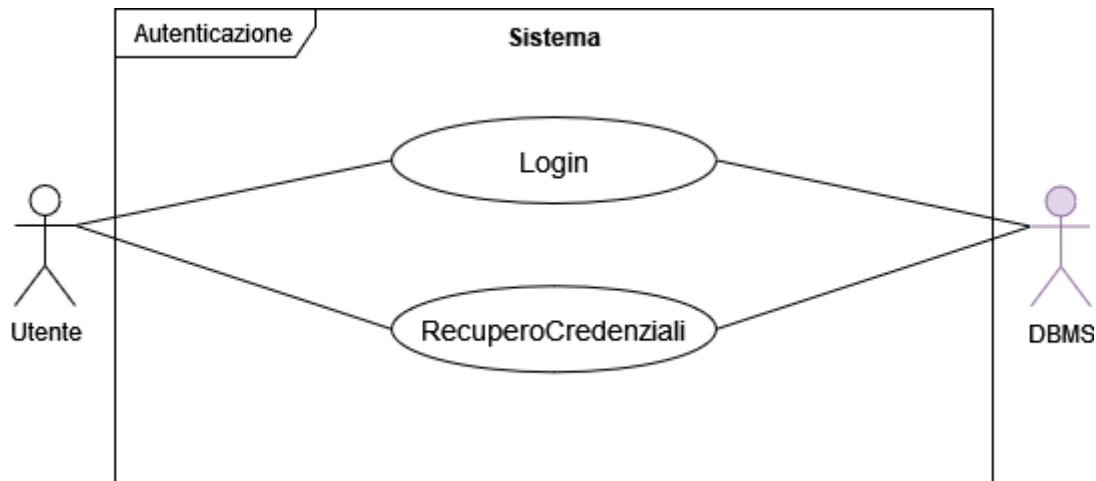 Autenticazione
Sistema
Login
Utente
RecuperoCredenziali
DBMS